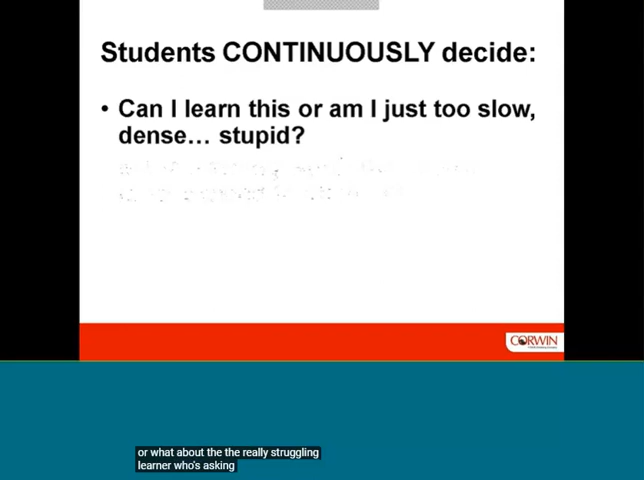 Students CONTINUOUSLY decide:
• Can I learn this or am I just too slow,
dense... stupid?
CORWIN
or what about the the really struggling
learner who's asking